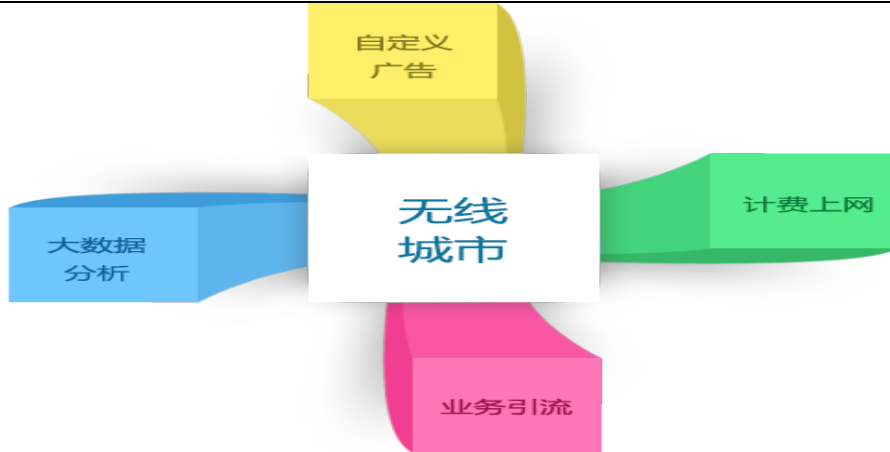 自定义
广告
无线
城市
计费上网
大数据
分析
业务引流